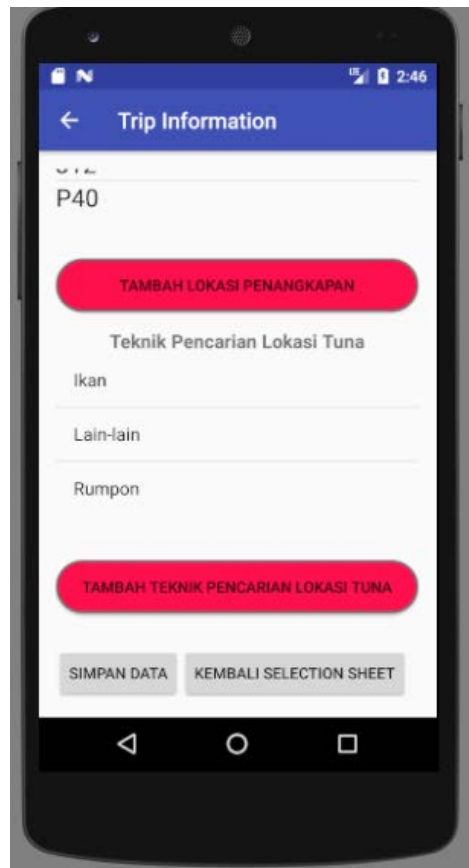 LTE 2:46
Trip Information
P40
TAMBAH LOKASI PENANGKAPAN
Teknik Pencarian Lokasi Tuna
Ikan
Lain-lain
Rumpon
TAMBAH TEKNIK PENCARIAN LOKASI TUNA
SIMPAN DATA KEMBALI SELECTION SHEET